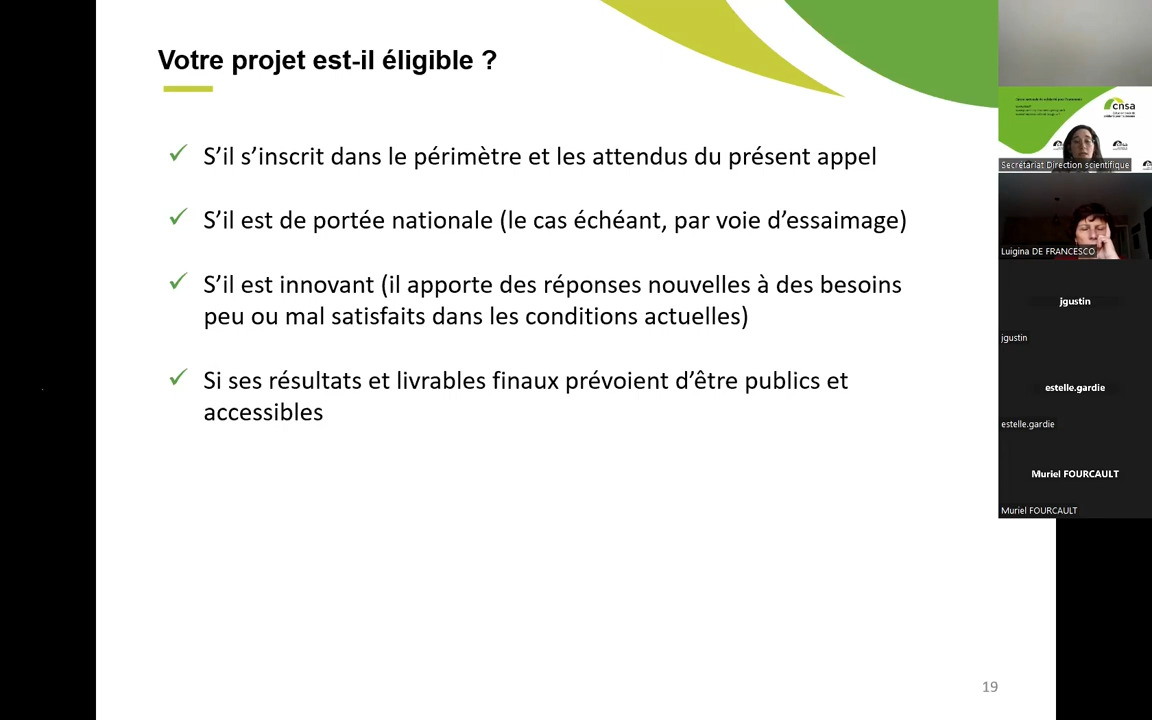 Votre projet est-il éligible ?
S’il s’inscrit dans le périmètre et les attendus du présent appel
S’il est de portée nationale (le cas échéant, par voie d’essaimage)
S’il est innovant (il apporte des réponses nouvelles à des besoins
peu ou mal satisfaits dans les conditions actuelles)
Si ses résultats et livrables finaux prévoient d’être publics et
accessibles
19
cnsa
Secrétariat Direction scientifique
Luigina DE FRANCESCO
jgustin
jgustin
estelle.gardie
estelle.gardie
Muriel FOURCAULT
Muriel FOURCAULT